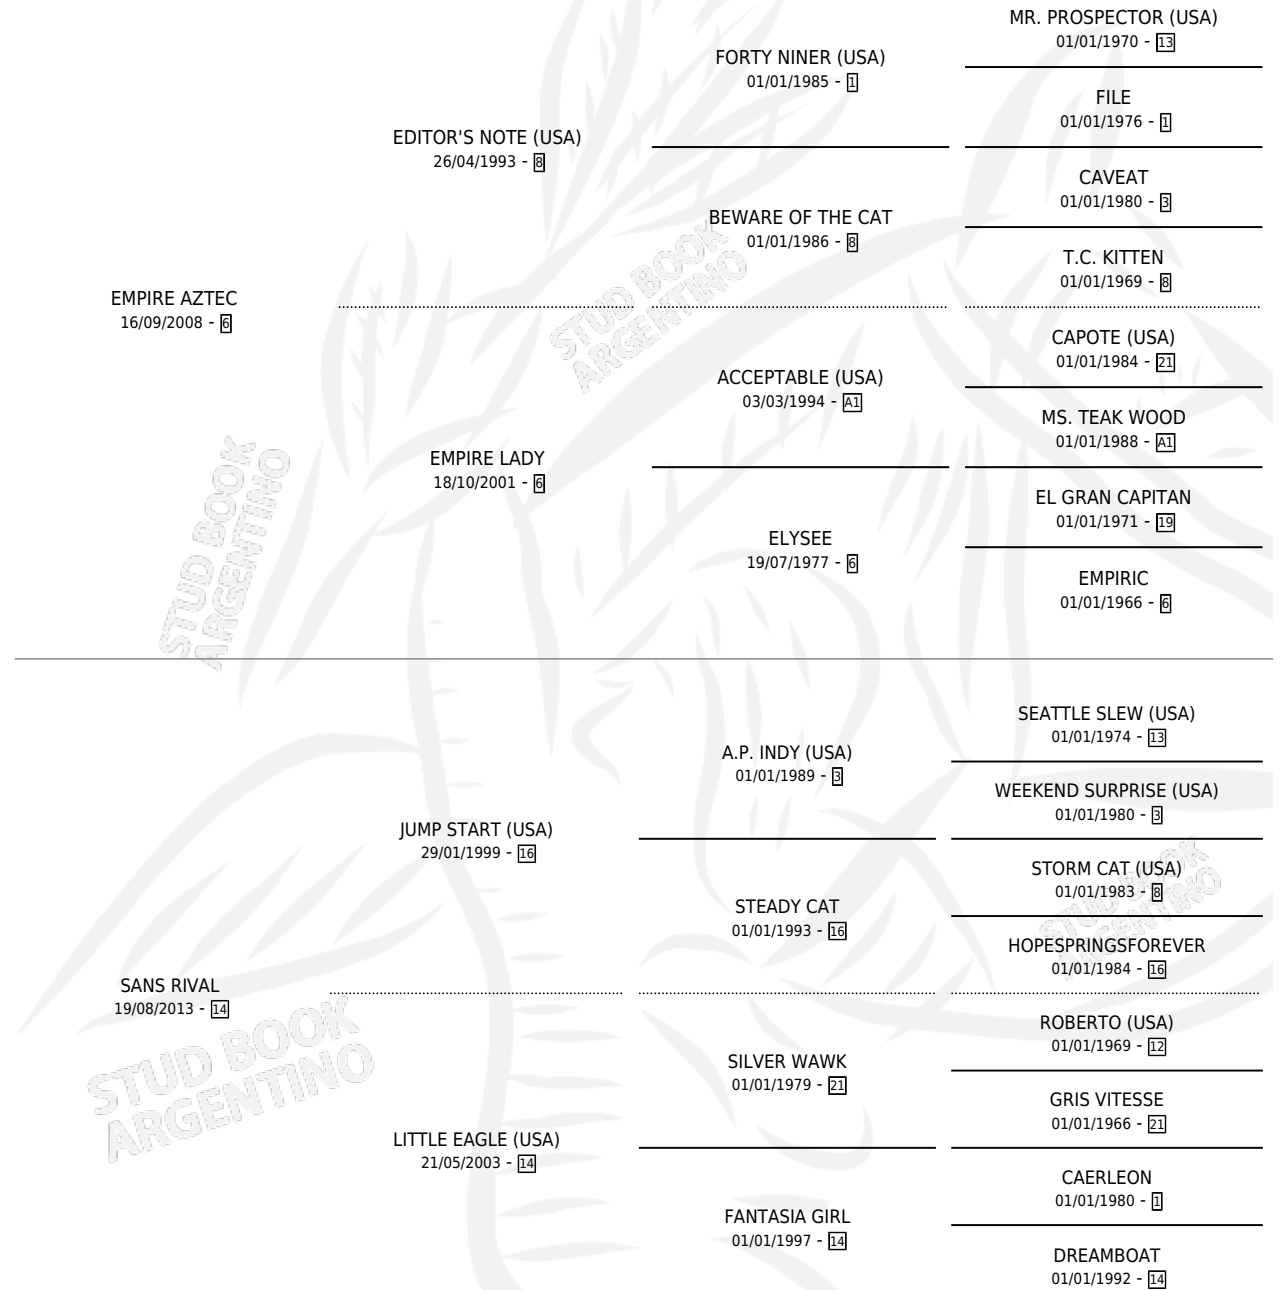 MR. PROSPECTOR (USA)
01/01/1970 - 13
FORTY NINER (USA)
01/01/1985 - 1
FILE
01/01/1976 - 1
EDITOR'S NOTE (USA)
26/04/1993 - 8
CAVEAT
01/01/1980 - 3
BEWARE OF THE CAT
01/01/1986 - 8
T.C. KITTEN
01/01/1969 - 8
EMPIRE AZTEC
16/09/2008 - 6
STUD BOOK
ARGENTINO
CAPOTE (USA)
01/01/1984 - 21
ACCEPTABLE (USA)
03/03/1994 - A1
MS. TEAK WOOD
01/01/1988 - A1
EMPIRE LADY
18/10/2001 - 6
EL GRAN CAPITAN
01/01/1971 - 19
ELYSEE
19/07/1977 - 6
EMPIRIC
01/01/1966 - 6
STUD BOOK
ARGENTINO
SEATTLE SLEW (USA)
01/01/1974 - 13
A.P. INDY (USA)
01/01/1989 - 3
WEEKEND SURPRISE (USA)
01/01/1980 - 3
JUMP START (USA)
29/01/1999 - 16
STORM CAT (USA)
01/01/1983 - 8
STEADY CAT
01/01/1993 - 16
STUD BOOK
ARGENTINO
HOPESPRINGSFOREVER
01/01/1984 - 16
SANS RIVAL
19/08/2013 - 14
ROBERTO (USA)
01/01/1969 - 12
SILVER WAWK
01/01/1979 - 21
GRIS VITESSE
01/01/1966 - 21
STUD BOOK
ARGENTINO
LITTLE EAGLE (USA)
21/05/2003 - 14
CAERLEON
01/01/1980 - 1
FANTASIA GIRL
01/01/1997 - 14
DREAMBOAT
01/01/1992 - 14